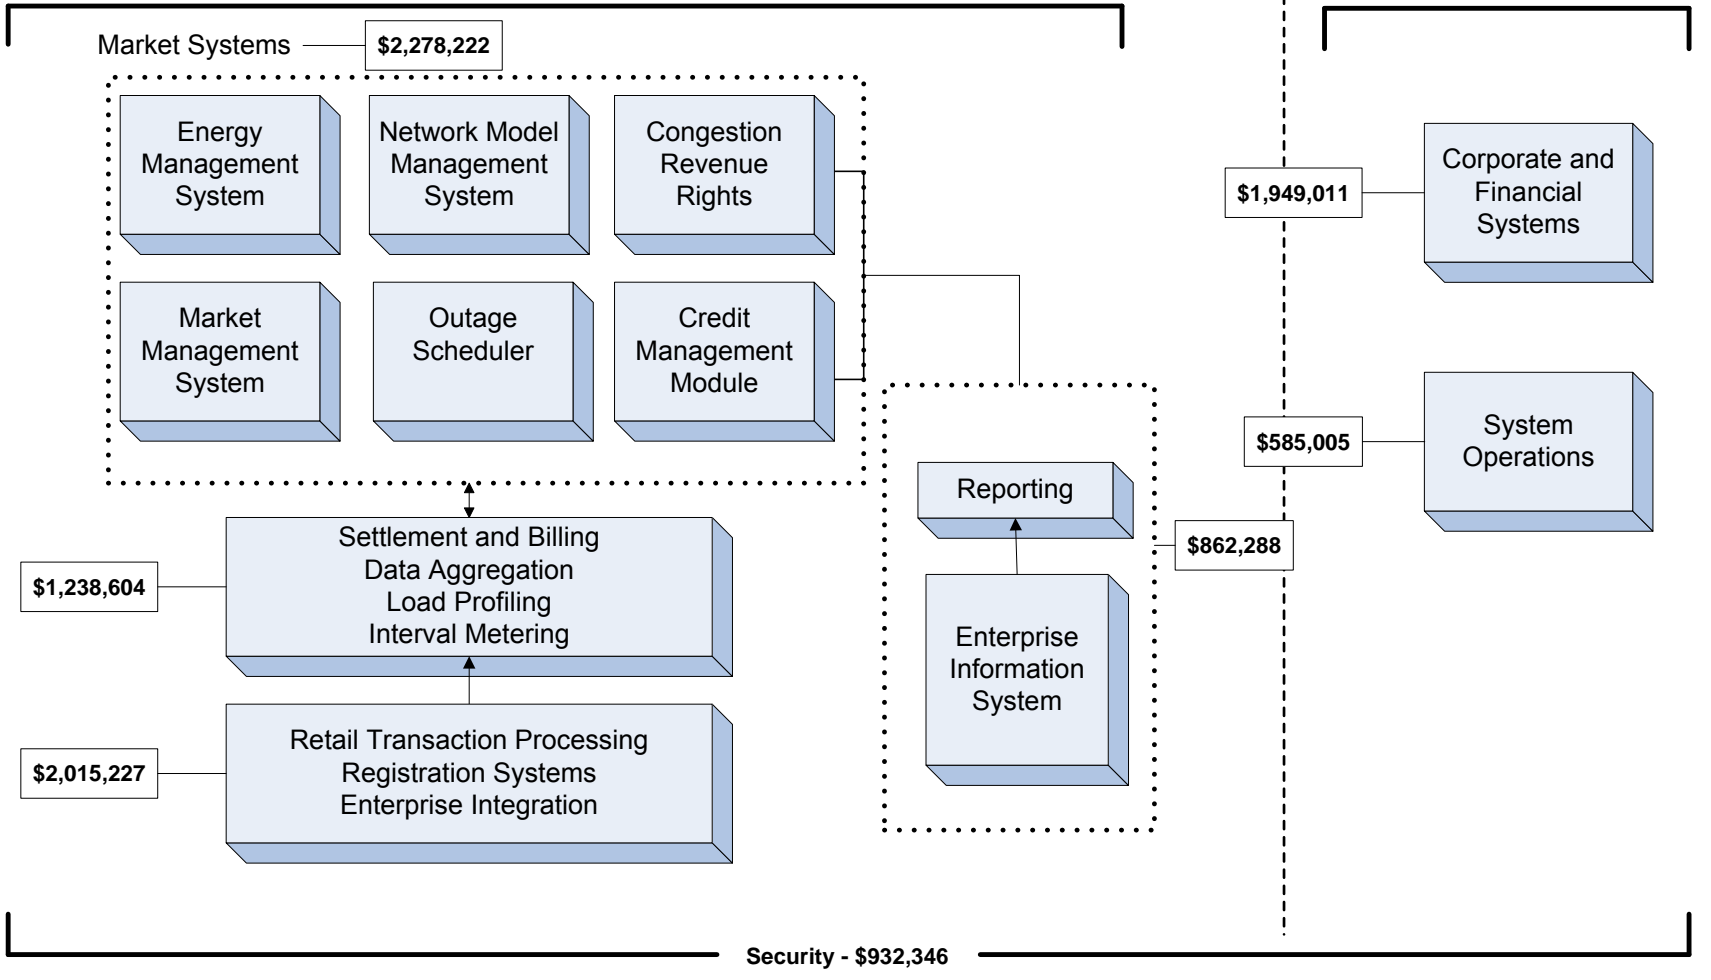 Market Systems
$2,278,222
Energy
Management
System
Network Model
Management
System
Congestion
Revenue
Rights
Market
Management
System
Outage
Scheduler
Credit
Management
Module
Corporate and
Financial
Systems
$1,949,011
System
Operations
$585,005
Reporting
$862,288
Enterprise
Information
System
Settlement and Billing
Data Aggregation
Load Profiling
Interval Metering
$1,238,604
Retail Transaction Processing
Registration Systems
Enterprise Integration
$2,015,227
Security - $932,346